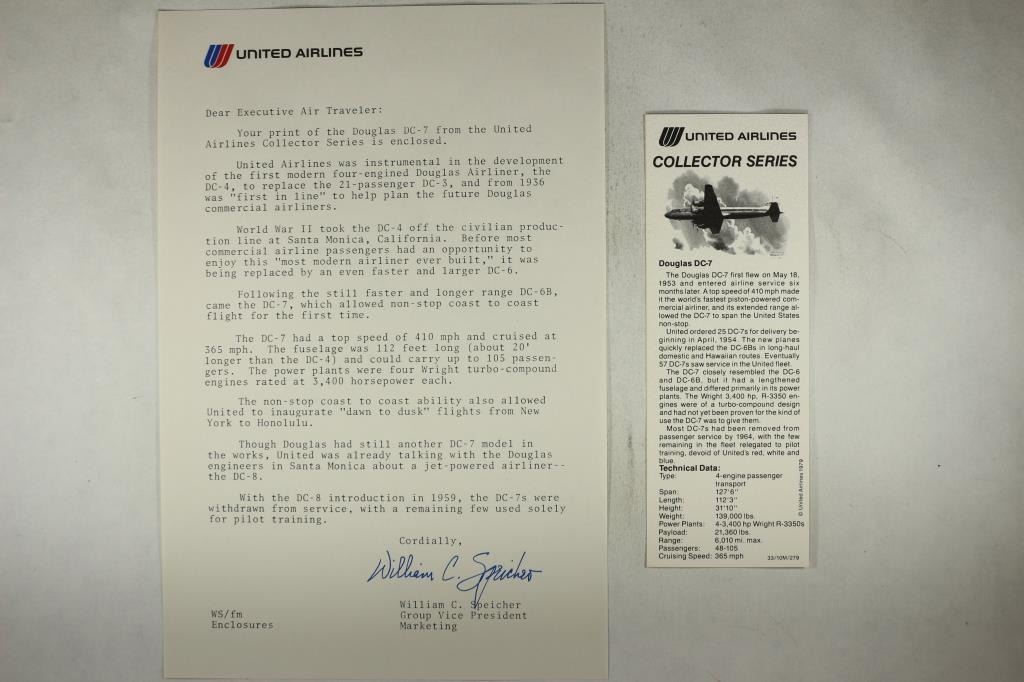 UNITED AIRLINES
Dear Executive Air Traveler:
Your print of the Douglas DC-7 from the United
Airlines Collector Series is enclosed.
United Airlines was instrumental in the development
of the first modern four-engined Douglas Airliner, the
DC-4, to replace the 21-passenger DC-3, and from 1936
was "first in line" to help plan the future Douglas
commercial airliners.
World War II took the DC-4 off the civilian produc-
tion line at Santa Monica, California. Before most
commercial airline passengers had an opportunity to
enjoy this "most modern airliner ever built," it was
being replaced by an even faster and larger DC-6.
Following the still faster and longer range DC-6B,
came the DC-7, which allowed non-stop coast to coast
flight for the first time.
The DC-7 had a top speed of 410 mph and cruised at
365 mph. The fuselage was 112 feet long (about 20'
longer than the DC-4) and could carry up to 105 passen-
gers. The power plants were four Wright turbo-compound
engines rated at 3,400 horsepower each.
The non-stop coast to coast ability also allowed
United to inaugurate "dawn to dusk" flights from New
York to Honolulu.
Though Douglas had still another DC-7 model in
the works, United was already talking with the Douglas
engineers in Santa Monica about a jet-powered airliner--
the DC-8.
With the DC-8 introduction in 1959, the DC-7s were
withdrawn from service, with a remaining few used solely
for pilot training.
Cordially,
William C. Speicher
William C. Speicher
Group Vice President
Marketing
WS/fm
Enclosures
UNITED AIRLINES
COLLECTOR SERIES
Douglas DC-7
The Douglas DC-7 first flew on May 18,
1953 and entered airline service six
months later. A top speed of 410 mph made
it the world's fastest piston-powered com-
mercial airliner, and its extended range al-
lowed the DC-7 to span the United States
non-stop.
United ordered 25 DC-7s for delivery be-
ginning in April, 1954. The new planes
quickly replaced the DC-6Bs in long-haul
domestic and Hawaiian routes. Eventually
57 DC-7s saw service in the United fleet.
The DC-7 closely resembled the DC-6
and DC-6B, but it had a lengthened
fuselage and differed primarily in its power
plants. The Wright 3,400 hp, R-3350 en-
gines were of a turbo-compound design
and had not yet been proven for the kind of
use the DC-7 was to give them.
Most DC-7s had been removed from
passenger service by 1964, with the few
remaining in the fleet relegated to pilot
training, devoid of United's red, white and
blue.
Technical Data:
Type: 4-engine passenger
transport
Span: 127'6"
Length: 112'3"
Height: 31'10"
Weight: 139,000 lbs.
Power Plants: 4-3,400 hp Wright R-3350s
Payload: 21,360 lbs.
Range: 6,010 mi. max.
Passengers: 48-105
Cruising Speed: 365 mph
33/10M/279
© United Airlines 1979